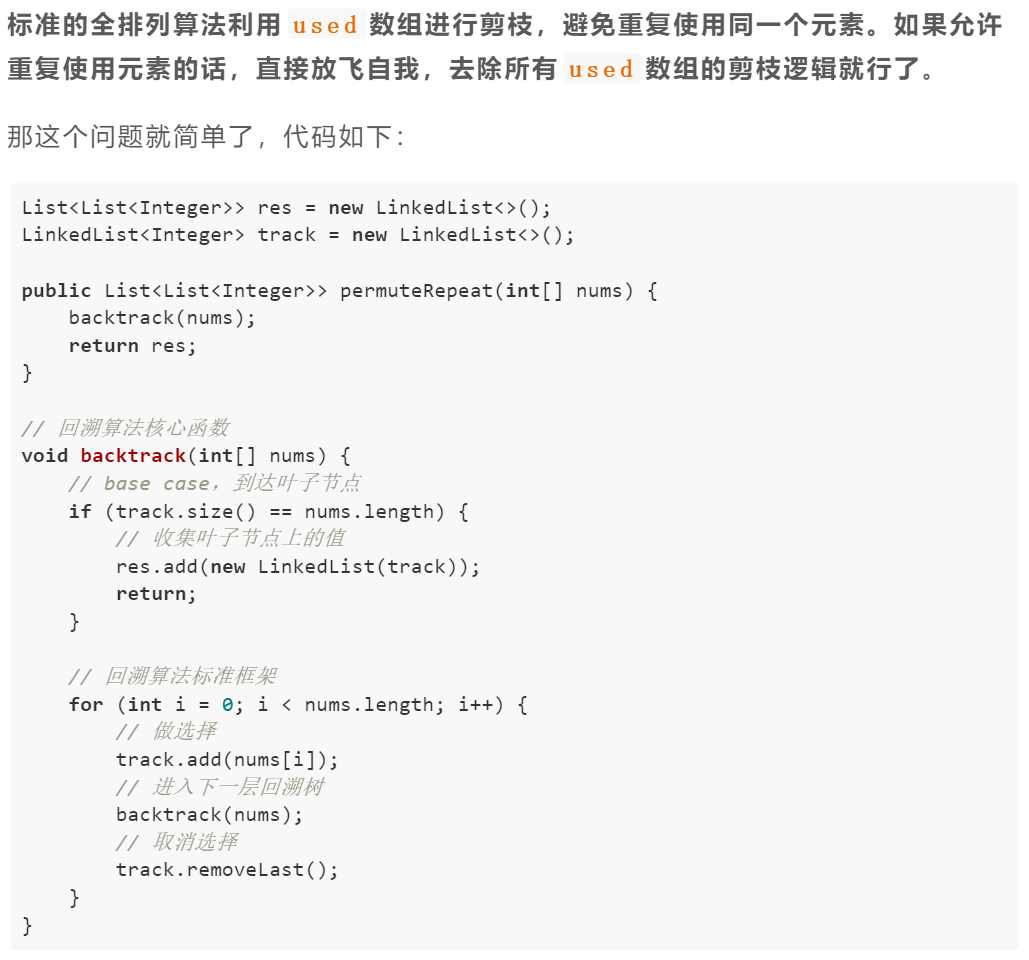 标准的全排列算法利用 used 数组进行剪枝，避免重复使用同一个元素。如果允许
重复使用元素的话，直接放飞自我，去除所有 used 数组的剪枝逻辑就行了。
那这个问题就简单了，代码如下：
List<List<Integer>> res = new LinkedList<>();
LinkedList<Integer> track = new LinkedList<>();
public List<List<Integer>> permuteRepeat(int[] nums) {
    backtrack(nums);
    return res;
}
// 回溯算法核心函数
void backtrack(int[] nums) {
    // base case，到达叶子节点
    if (track.size() == nums.length) {
        // 收集叶子节点上的值
        res.add(new LinkedList(track));
        return;
    }
    // 回溯算法标准框架
    for (int i = 0; i < nums.length; i++) {
        // 做选择
        track.add(nums[i]);
        // 进入下一层回溯树
        backtrack(nums);
        // 取消选择
        track.removeLast();
    }
}